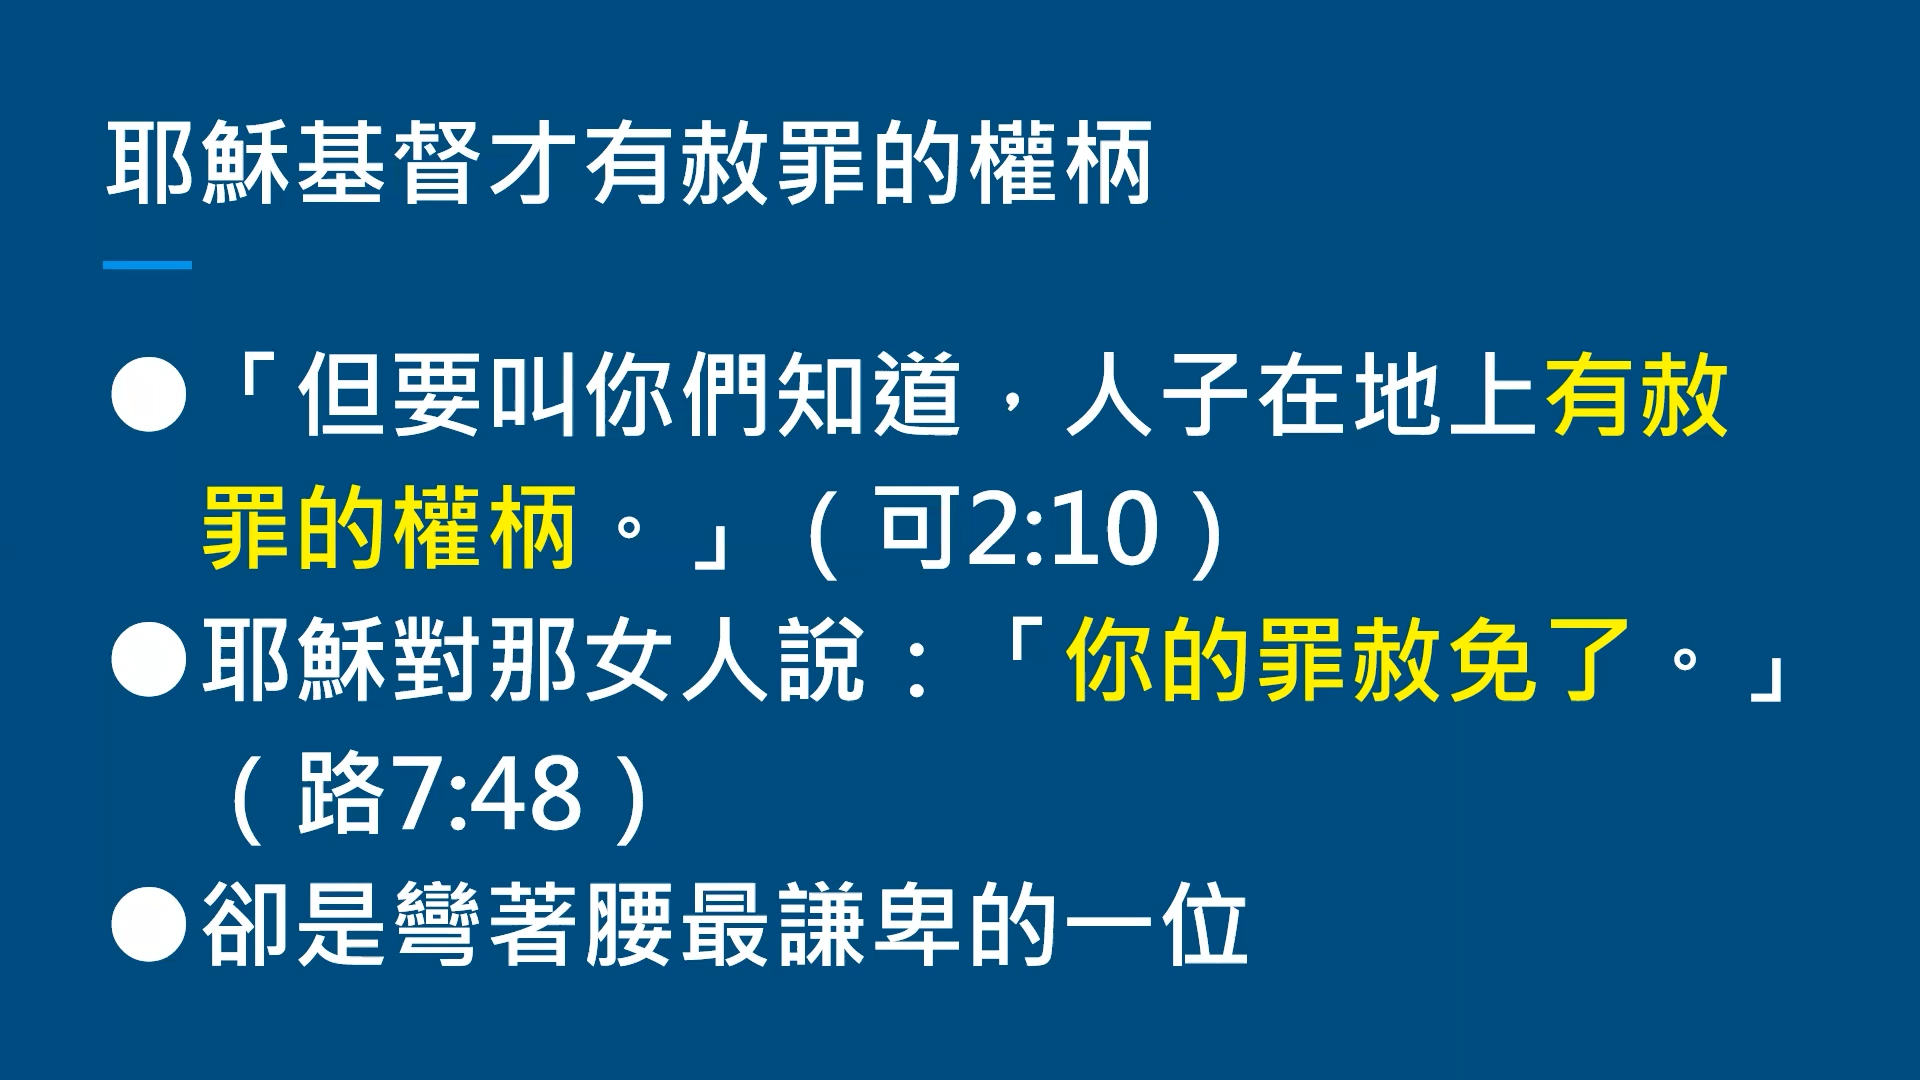 耶穌基督才有赦罪的權柄
●「但要叫你們知道，人子在地上有赦
罪的權柄。」（可2:10）
●耶穌對那女人說：「你的罪赦免了。」
（路7:48）
●卻是彎著腰最謙卑的一位